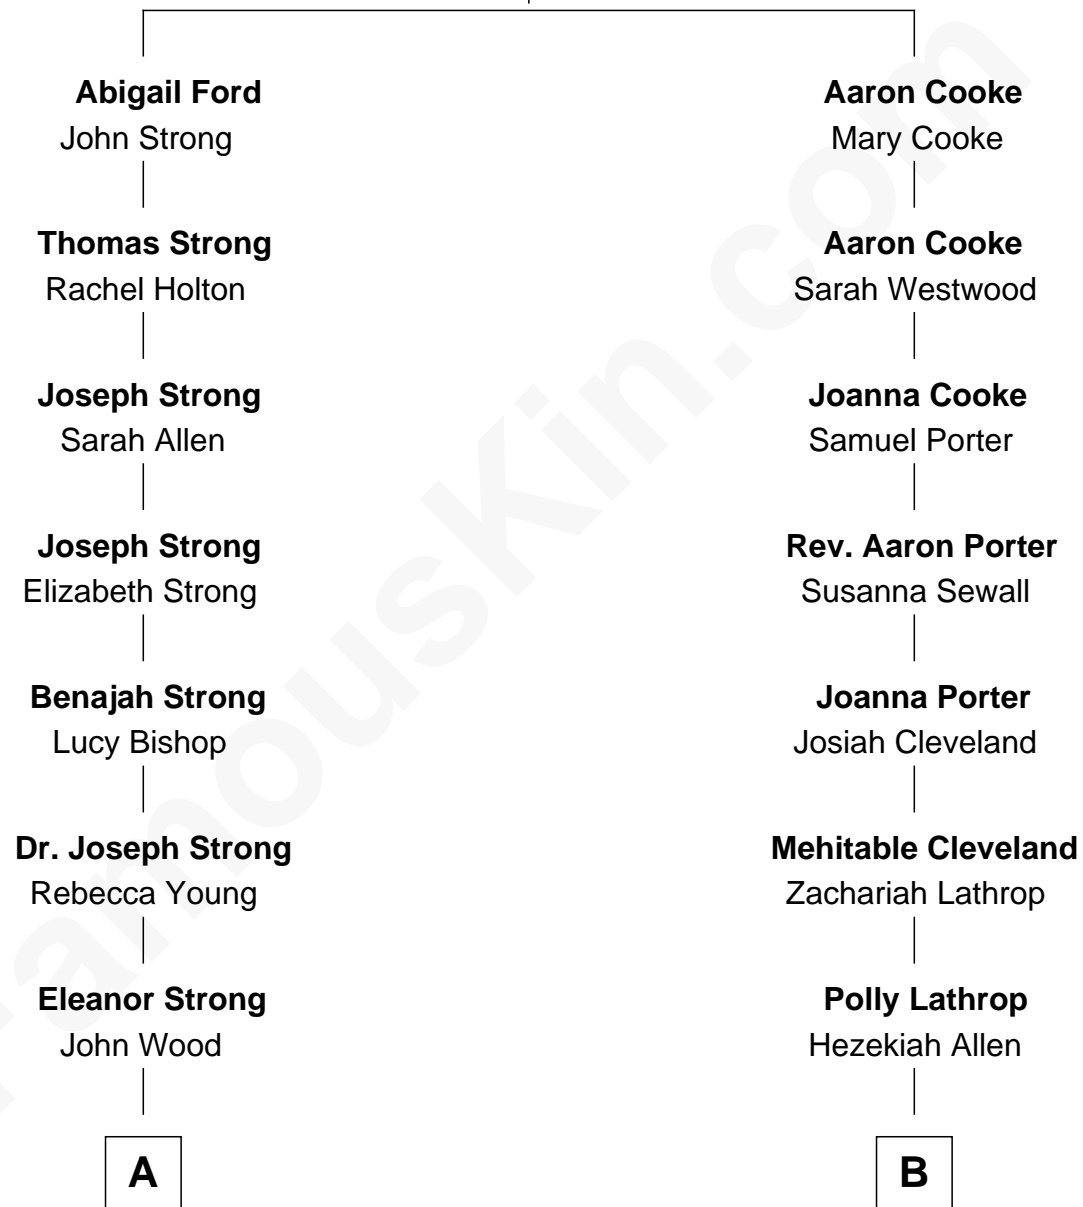 Abigail Ford
John Strong
Thomas Strong
Rachel Holton
Joseph Strong
Sarah Allen
Joseph Strong
Elizabeth Strong
Benajah Strong
Lucy Bishop
Dr. Joseph Strong
Rebecca Young
Eleanor Strong
John Wood
A
Aaron Cooke
Mary Cooke
Aaron Cooke
Sarah Westwood
Joanna Cooke
Samuel Porter
Rev. Aaron Porter
Susanna Sewall
Joanna Porter
Josiah Cleveland
Mehitable Cleveland
Zachariah Lathrop
Polly Lathrop
Hezekiah Allen
B
FamousKin.com